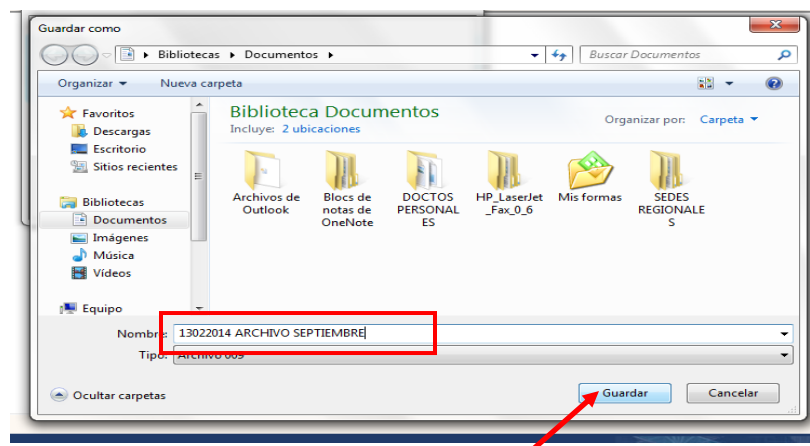 Guardar como
Bibliotecas Documentos
Buscar Documentos
Organizar Nueva carpeta
Favoritos
Descargas
Escritorio
Sitios recientes
Bibliotecas
Documentos
Imágenes
Música
Vídeos
Equipo
Biblioteca Documentos
Incluye: 2 ubicaciones
Organizar por: Carpeta
Archivos de
Outlook
Blocs de
notas de
OneNote
DOCTOS
PERSONAL
ES
HP_LaserJet
_Fax_0_6
Mis formas
SEDES
REGIONALE
S
Nombre: 13022014 ARCHIVO SEPTIEMBRE
Tipo: Archivo 009
Ocultar carpetas
Guardar
Cancelar